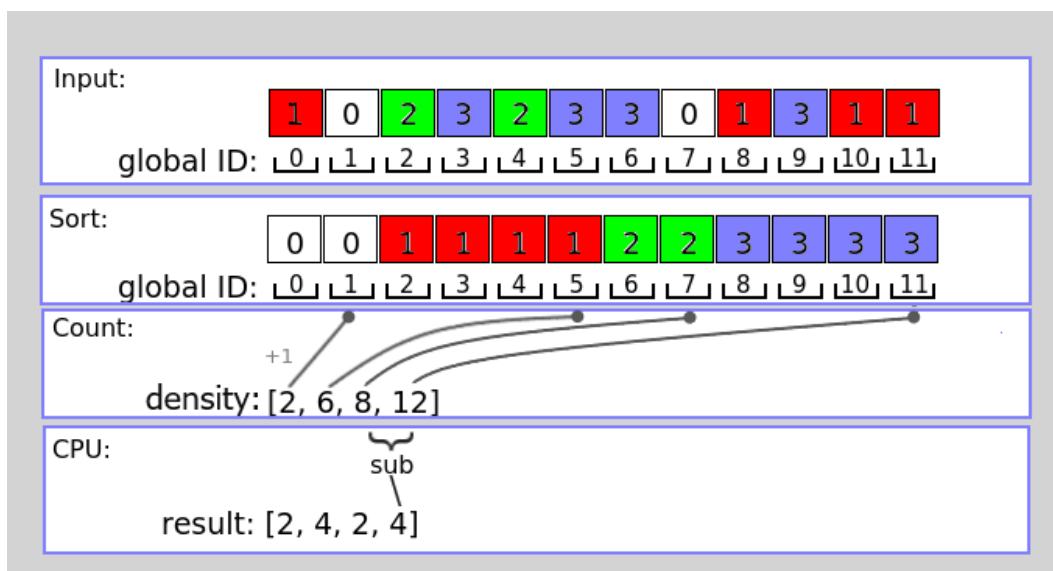 Input:
1 0 2 3 2 3 3 0 1 3 1 1
global ID: 0 1 2 3 4 5 6 7 8 9 10 11
Sort:
0 0 1 1 1 1 2 2 3 3 3 3
global ID: 0 1 2 3 4 5 6 7 8 9 10 11
Count:
+1
density: [2, 6, 8, 12]
CPU:
sub
result: [2, 4, 2, 4]